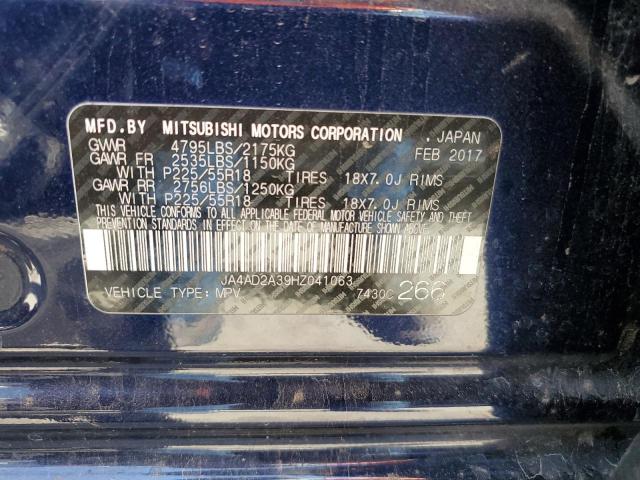 MFD.BY MITSUBISHI MOTORS CORPORATION . JAPAN
GVWR 4795LBS/2175KG FEB 2017
GAWR FR 2535LBS/1150KG
WITH P225/55R18 TIRES 18X7.0J RIMS
GAWR RR 2756LBS/1250KG
WITH P225/55R18 TIRES 18X7.0J RIMS
THIS VEHICLE CONFORMS TO ALL APPLICABLE FEDERAL MOTOR VEHICLE SAFETY AND THEFT
PREVENTION STANDARDS IN EFFECT ON THE DATE OF MANUFACTURE SHOWN ABOVE.
JA4AD2A39HZ041063
VEHICLE TYPE: MPV 7430C 266